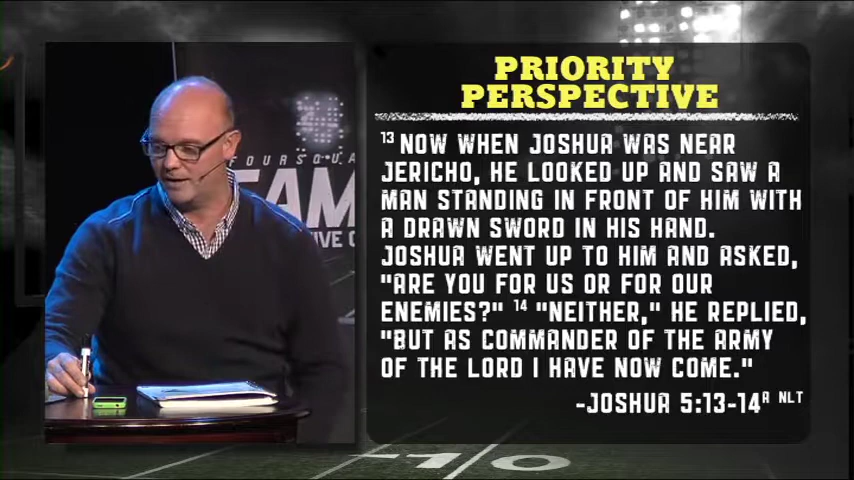 PRIORITY
PERSPECTIVE
13 NOW WHEN JOSHUA WAS NEAR
JERICHO, HE LOOKED UP AND SAW A
MAN STANDING IN FRONT OF HIM WITH
A DRAWN SWORD IN HIS HAND.
JOSHUA WENT UP TO HIM AND ASKED,
"ARE YOU FOR US OR FOR OUR
ENEMIES?" 14 "NEITHER," HE REPLIED,
"BUT AS COMMANDER OF THE ARMY
OF THE LORD I HAVE NOW COME."
-JOSHUA 5:13-14A NLT
FOURSQUA
EAM
IVE C
10